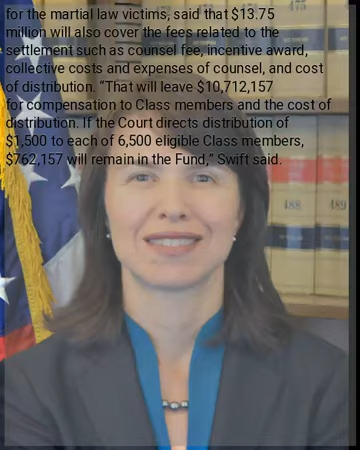 for the martial law victims, said that $13.75
million will also cover the fees related to the
settlement such as counsel fee, incentive award,
collective costs and expenses of counsel, and cost
of distribution. “That will leave $10,712,157
for compensation to Class members and the cost of
distribution. If the Court directs distribution of
$1,500 to each of 6,500 eligible Class members,
$762,157 will remain in the Fund,” Swift said.
488
489